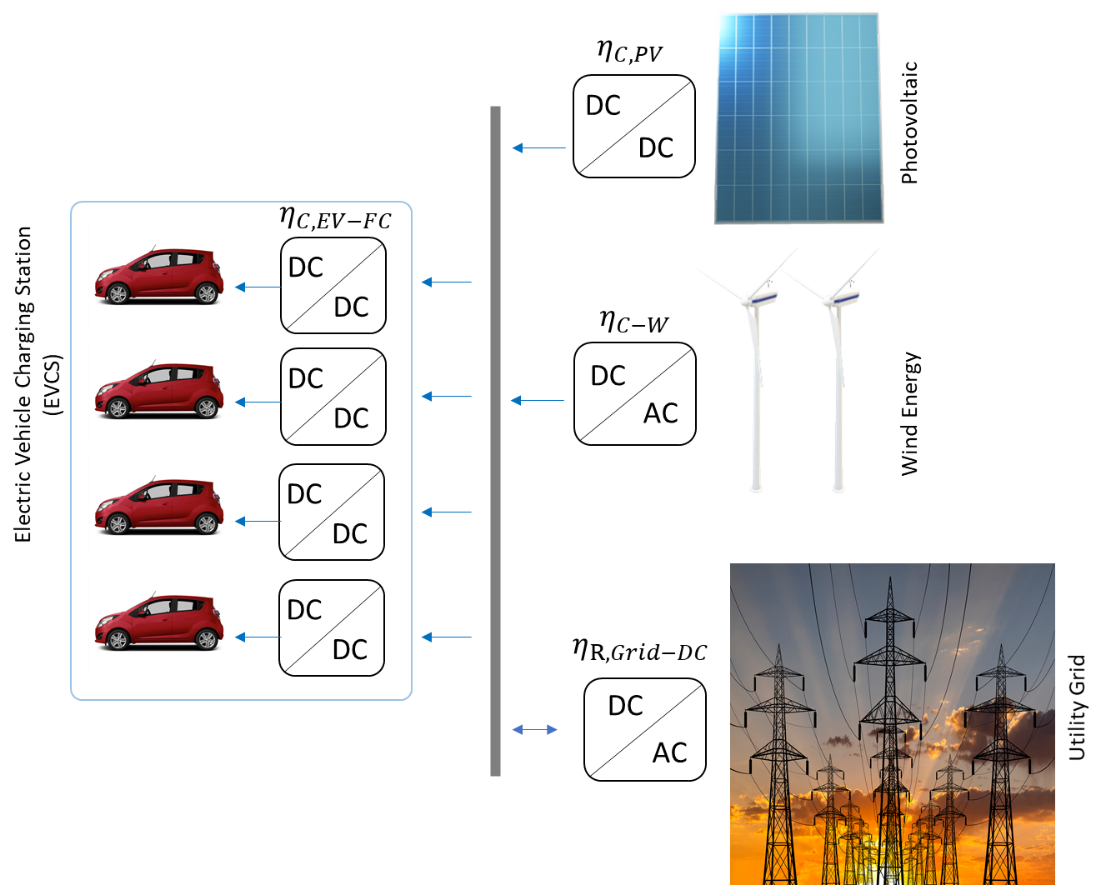 η_{C,PV}
DC
DC
Photovoltaic
Electric Vehicle Charging Station
(EVCS)
η_{C,EV−FC}
DC
DC
DC
DC
DC
DC
DC
DC
η_{C−W}
DC
AC
Wind Energy
η_{R,Grid−DC}
DC
AC
Utility Grid